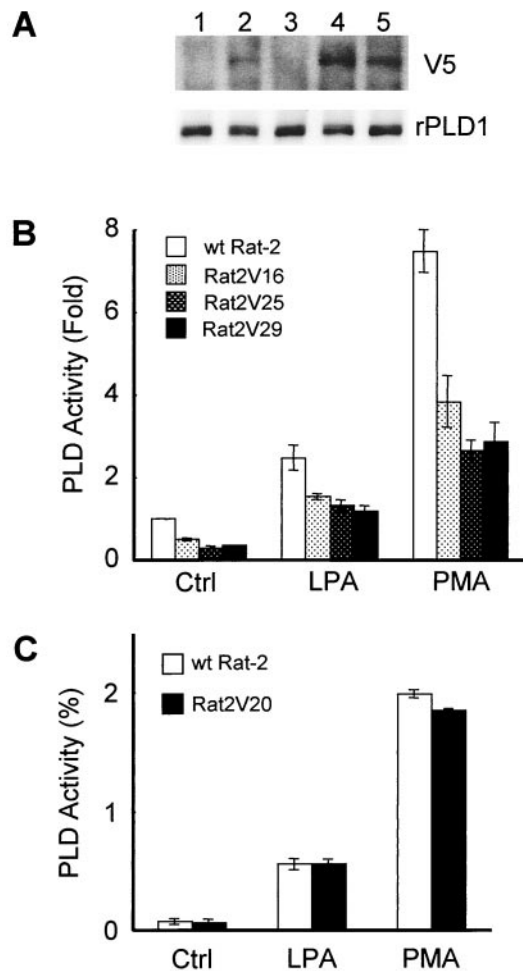 A
1 2 3 4 5
V5
rPLD1
B
PLD Activity (Fold)
8
6
4
2
0
wt Rat-2
Rat2V16
Rat2V25
Rat2V29
Ctrl LPA PMA
C
PLD Activity (%)
2
1
0
wt Rat-2
Rat2V20
Ctrl LPA PMA